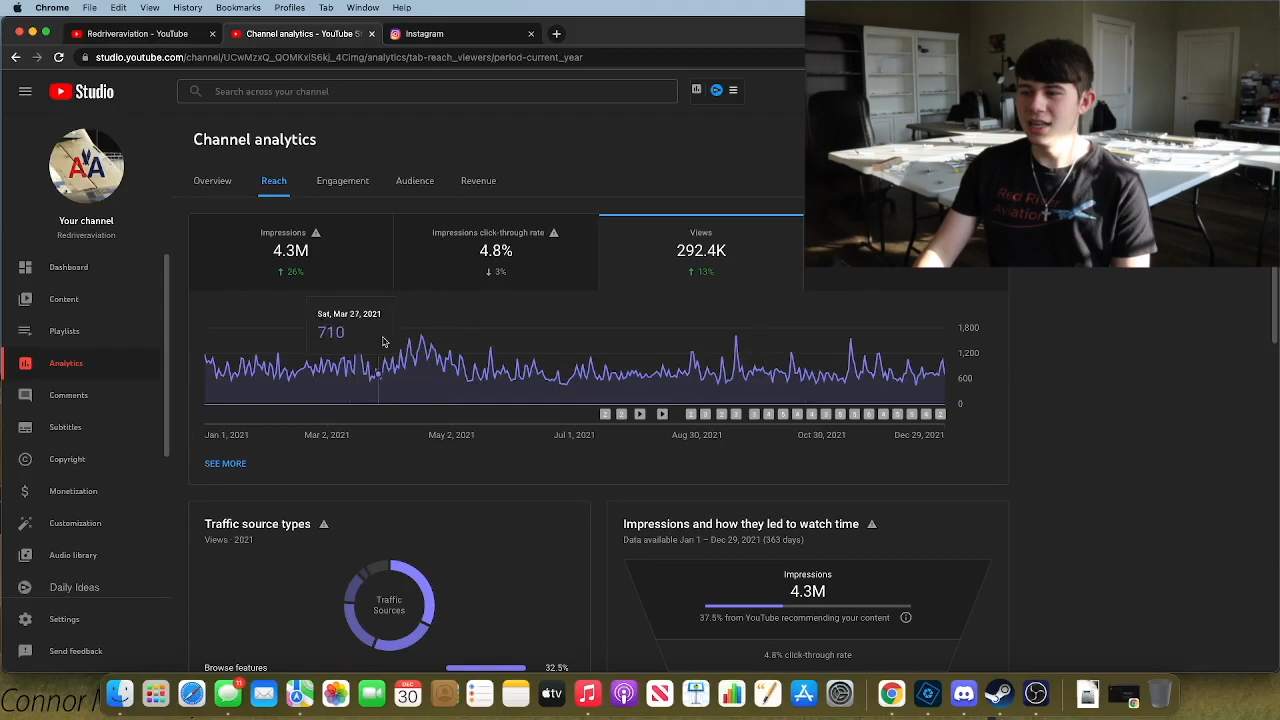 Chrome File Edit View History Bookmarks Profiles Tab Window Help
Redriveraviation - YouTube
Channel analytics - YouTube S
Instagram
studio.youtube.com/channel/UCwMzxQ_QOMKxlS6kj_4Cimg/analytics/tab-reach_viewers/period-current_year
Studio
Search across your channel
AA
Red River
Aviation
Your channel
Redriveraviation
Dashboard
Content
Playlists
Analytics
Comments
Subtitles
Copyright
Monetization
Customization
Audio library
Daily Ideas
Settings
Send feedback
Channel analytics
Overview Reach Engagement Audience Revenue
Impressions
4.3M
26%
Impressions click-through rate
4.8%
3%
Views
292.4K
13%
Sat, Mar 27, 2021
710
1,800
1,200
600
0
Jan 1, 2021 Mar 2, 2021 May 2, 2021 Jul 1, 2021 Aug 30, 2021 Oct 30, 2021 Dec 29, 2021
SEE MORE
Traffic source types
Views · 2021
Traffic
Sources
Browse features 32.5%
Impressions and how they led to watch time
Data available Jan 1 – Dec 29, 2021 (363 days)
Impressions
4.3M
37.5% from YouTube recommending your content
4.8% click-through rate
Connor
11
DEC
30
tv